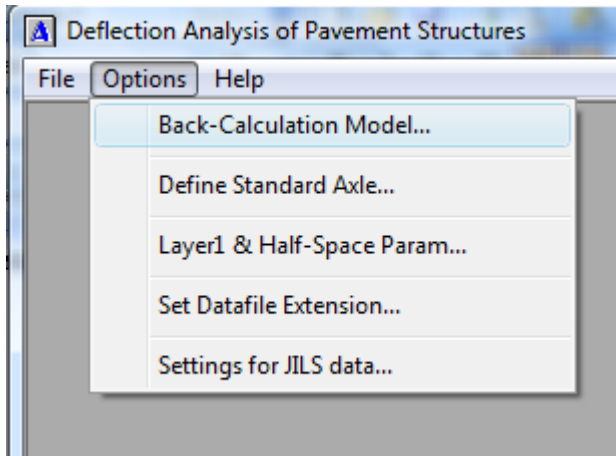 Deflection Analysis of Pavement Structures
File Options Help
Back-Calculation Model...
Define Standard Axle...
Layer1 & Half-Space Param...
Set Datafile Extension...
Settings for JILS data...